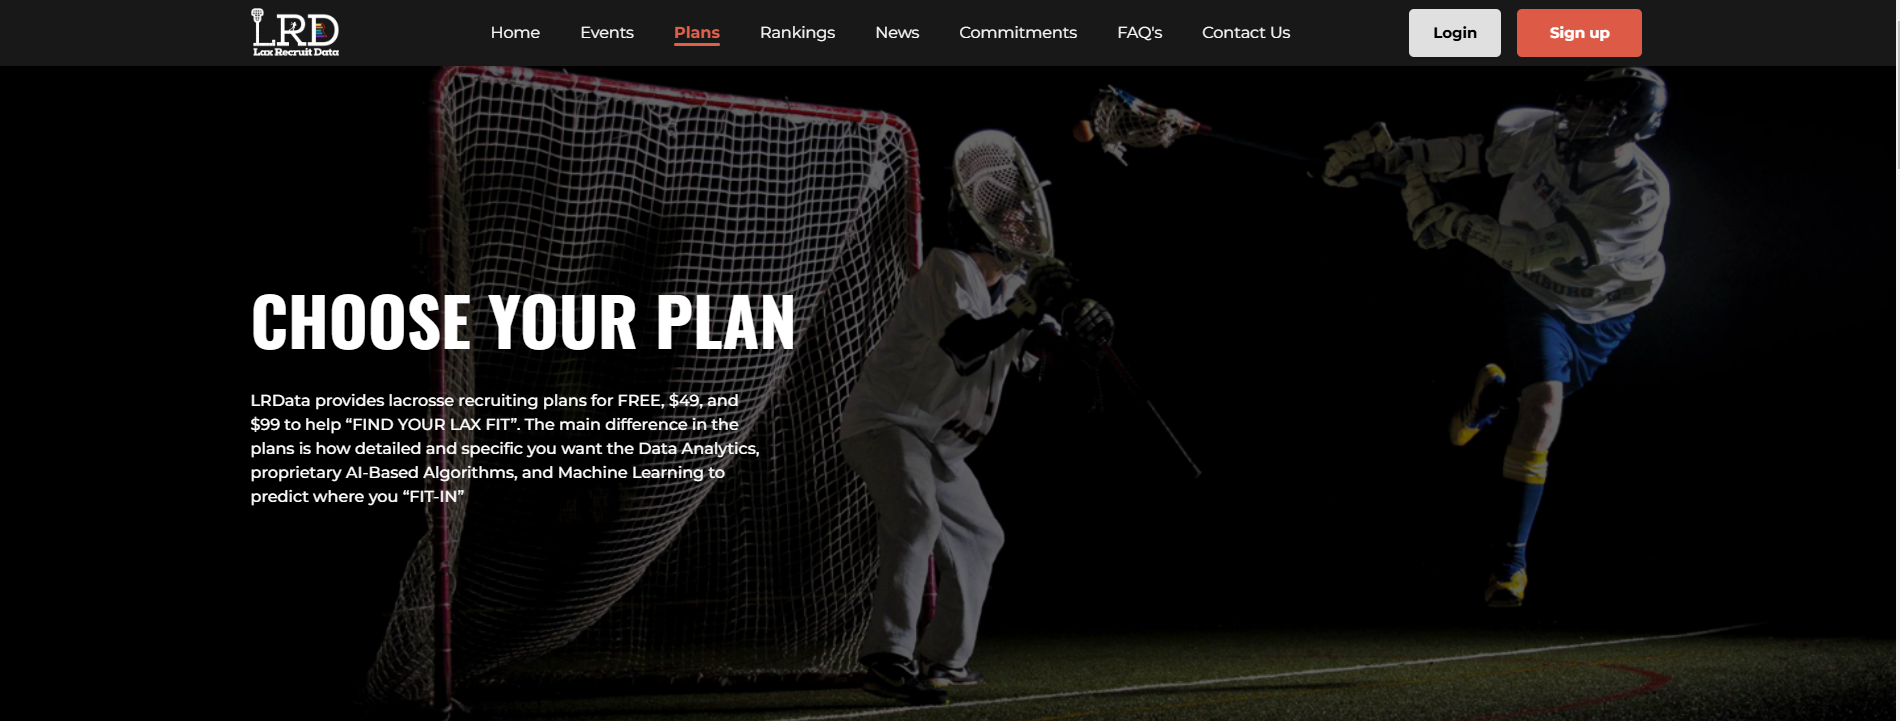 LRD
Lax Recruit Data
Home
Events
Plans
Rankings
News
Commitments
FAQ's
Contact Us
Login
Sign up
CHOOSE YOUR PLAN
LRData provides lacrosse recruiting plans for FREE, $49, and
$99 to help “FIND YOUR LAX FIT”. The main difference in the
plans is how detailed and specific you want the Data Analytics,
proprietary AI-Based Algorithms, and Machine Learning to
predict where you “FIT-IN”